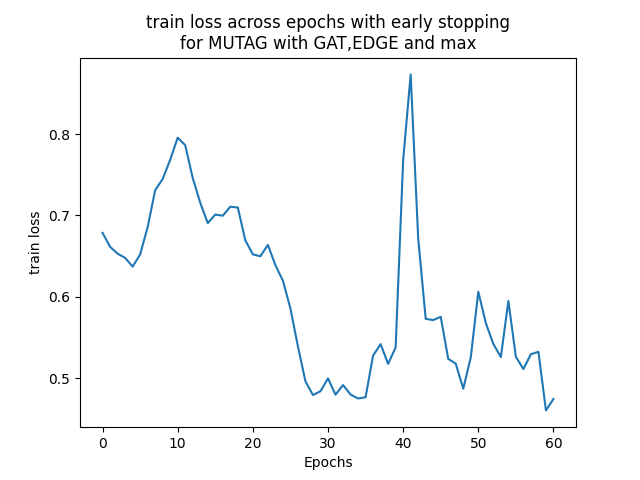 train loss across epochs with early stopping
for MUTAG with GAT,EDGE and max
train loss
0.8
0.7
0.6
0.5
0
10
20
30
40
50
60
Epochs